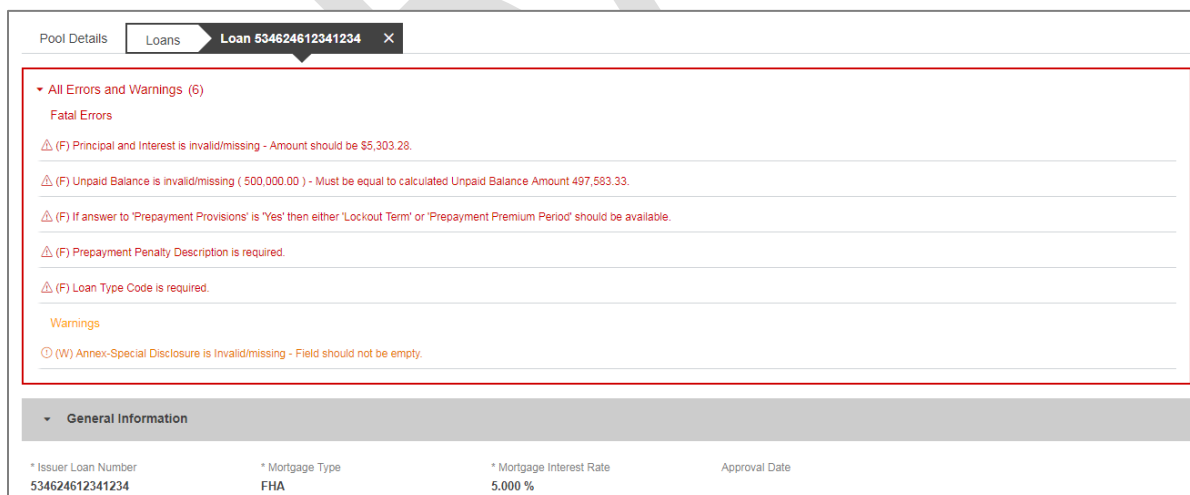 Pool Details Loans Loan 534624612341234 ×
All Errors and Warnings (6)
Fatal Errors
(F) Principal and Interest is invalid/missing - Amount should be $5,303.28.
(F) Unpaid Balance is invalid/missing ( 500,000.00 ) - Must be equal to calculated Unpaid Balance Amount 497,583.33.
(F) If answer to 'Prepayment Provisions' is 'Yes' then either 'Lockout Term' or 'Prepayment Premium Period' should be available.
(F) Prepayment Penalty Description is required.
(F) Loan Type Code is required.
Warnings
(W) Annex-Special Disclosure is Invalid/missing - Field should not be empty.
General Information
* Issuer Loan Number * Mortgage Type * Mortgage Interest Rate Approval Date
534624612341234 FHA 5.000 %